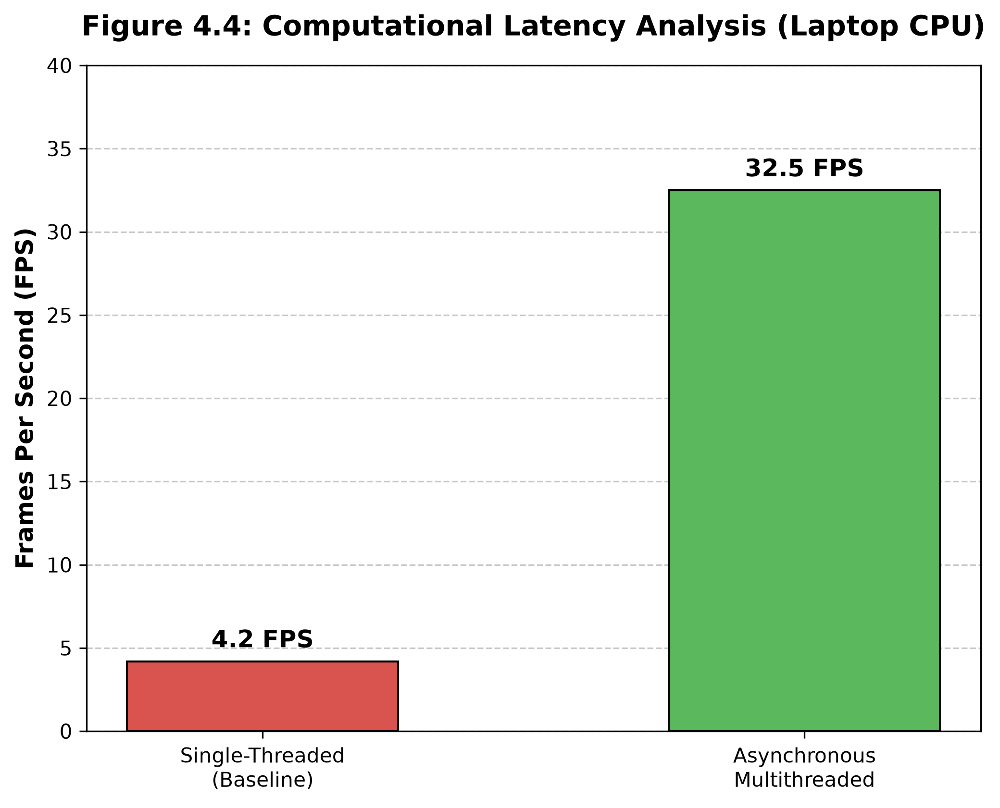 Figure 4.4: Computational Latency Analysis (Laptop CPU)
Frames Per Second (FPS)
40
35
30
25
20
15
10
5
0
4.2 FPS
32.5 FPS
Single-Threaded
(Baseline)
Asynchronous
Multithreaded